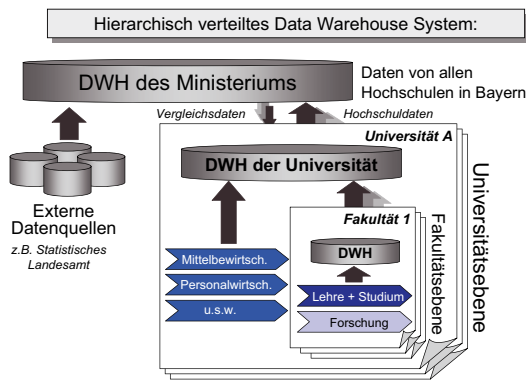 Hierarchisch verteiltes Data Warehouse System:
DWH des Ministeriums
Daten von allen
Hochschulen in Bayern
Vergleichsdaten
Hochschuldaten
Universität A
DWH der Universität
Externe
Datenquellen
z.B. Statistisches
Landesamt
Fakultät 1
DWH
Mittelbewirtsch.
Personalwirtsch.
u.s.w.
Lehre + Studium
Forschung
Fakultätsebene
Universitätsebene